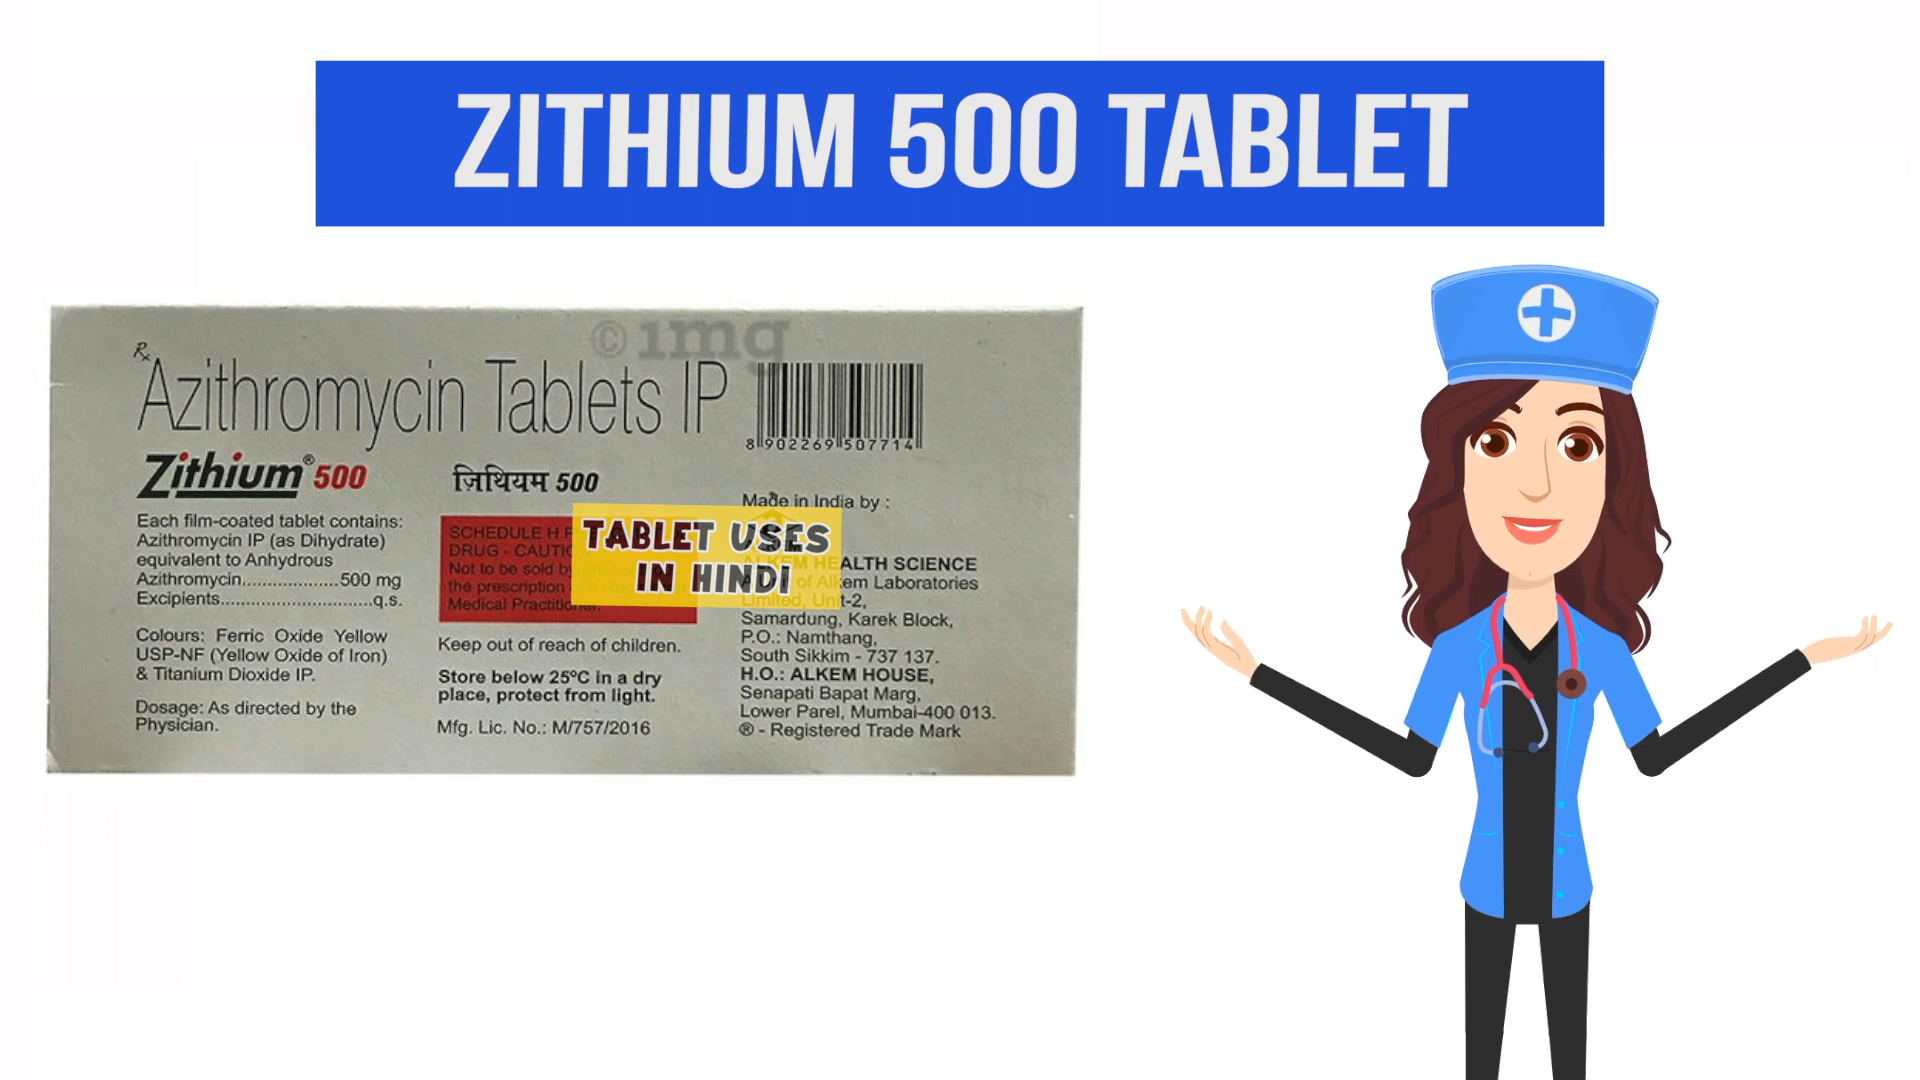 ZITHIUM 500 TABLET
©1mg
Rx
Azithromycin Tablets IP
8 902269 507714
Zithium® 500
Each film-coated tablet contains:
Azithromycin IP (as Dihydrate)
equivalent to Anhydrous
Azithromycin..................500 mg
Excipients............................q.s.
Colours: Ferric Oxide Yellow
USP-NF (Yellow Oxide of Iron)
& Titanium Dioxide IP.
Dosage: As directed by the
Physician.
ज़िथियम 500
SCHEDULE H
DRUG - 
Not to be sold by
the prescription
Medical Practitioner.
TABLET USES
IN HINDI
Keep out of reach of children.
Store below 25°C in a dry
place, protect from light.
Mfg. Lic. No.: M/757/2016
Made in India by :
ALKEM HEALTH SCIENCE
A Unit of Alkem Laboratories
Limited, Unit-2,
Samardung, Karek Block,
P.O.: Namthang,
South Sikkim - 737 137.
H.O.: ALKEM HOUSE,
Senapati Bapat Marg,
Lower Parel, Mumbai-400 013.
® - Registered Trade Mark